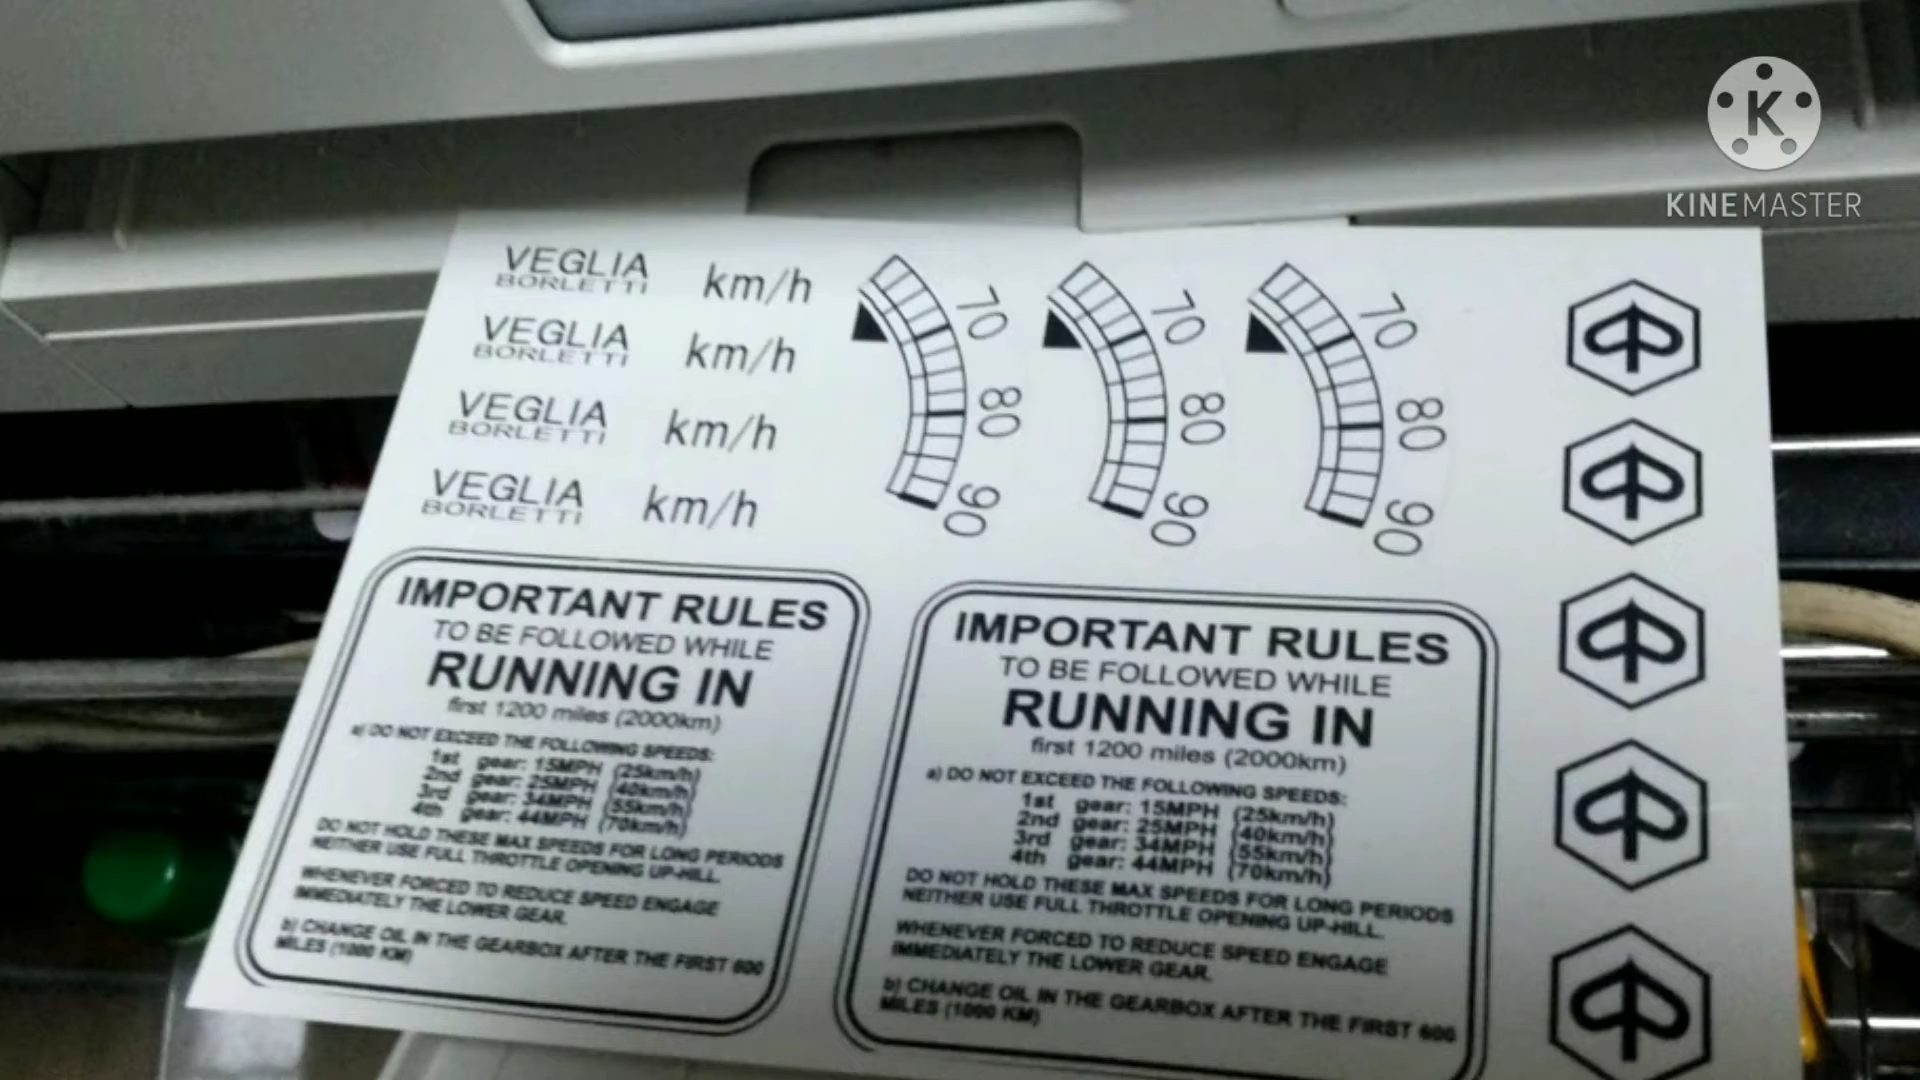 K
KINEMASTER
VEGLIA
BORLETTI
km/h
VEGLIA
BORLETTI
km/h
VEGLIA
BORLETTI
km/h
VEGLIA
BORLETTI
km/h
70
80
90
70
80
90
70
80
90
IMPORTANT RULES
TO BE FOLLOWED WHILE
RUNNING IN
first 1200 miles (2000km)
a) DO NOT EXCEED THE FOLLOWING SPEEDS:
1st gear: 15MPH (25km/h)
2nd gear: 25MPH (40km/h)
3rd gear: 34MPH (55km/h)
4th gear: 44MPH (70km/h)
DO NOT HOLD THESE MAX SPEEDS FOR LONG PERIODS
NEITHER USE FULL THROTTLE OPENING UP-HILL.
WHENEVER FORCED TO REDUCE SPEED ENGAGE
IMMEDIATELY THE LOWER GEAR.
b) CHANGE OIL IN THE GEARBOX AFTER THE FIRST 600
MILES (1000 KM)
IMPORTANT RULES
TO BE FOLLOWED WHILE
RUNNING IN
first 1200 miles (2000km)
a) DO NOT EXCEED THE FOLLOWING SPEEDS:
1st gear: 15MPH (25km/h)
2nd gear: 25MPH (40km/h)
3rd gear: 34MPH (55km/h)
4th gear: 44MPH (70km/h)
DO NOT HOLD THESE MAX SPEEDS FOR LONG PERIODS
NEITHER USE FULL THROTTLE OPENING UP-HILL.
WHENEVER FORCED TO REDUCE SPEED ENGAGE
IMMEDIATELY THE LOWER GEAR.
b) CHANGE OIL IN THE GEARBOX AFTER THE FIRST 600
MILES (1000 KM)